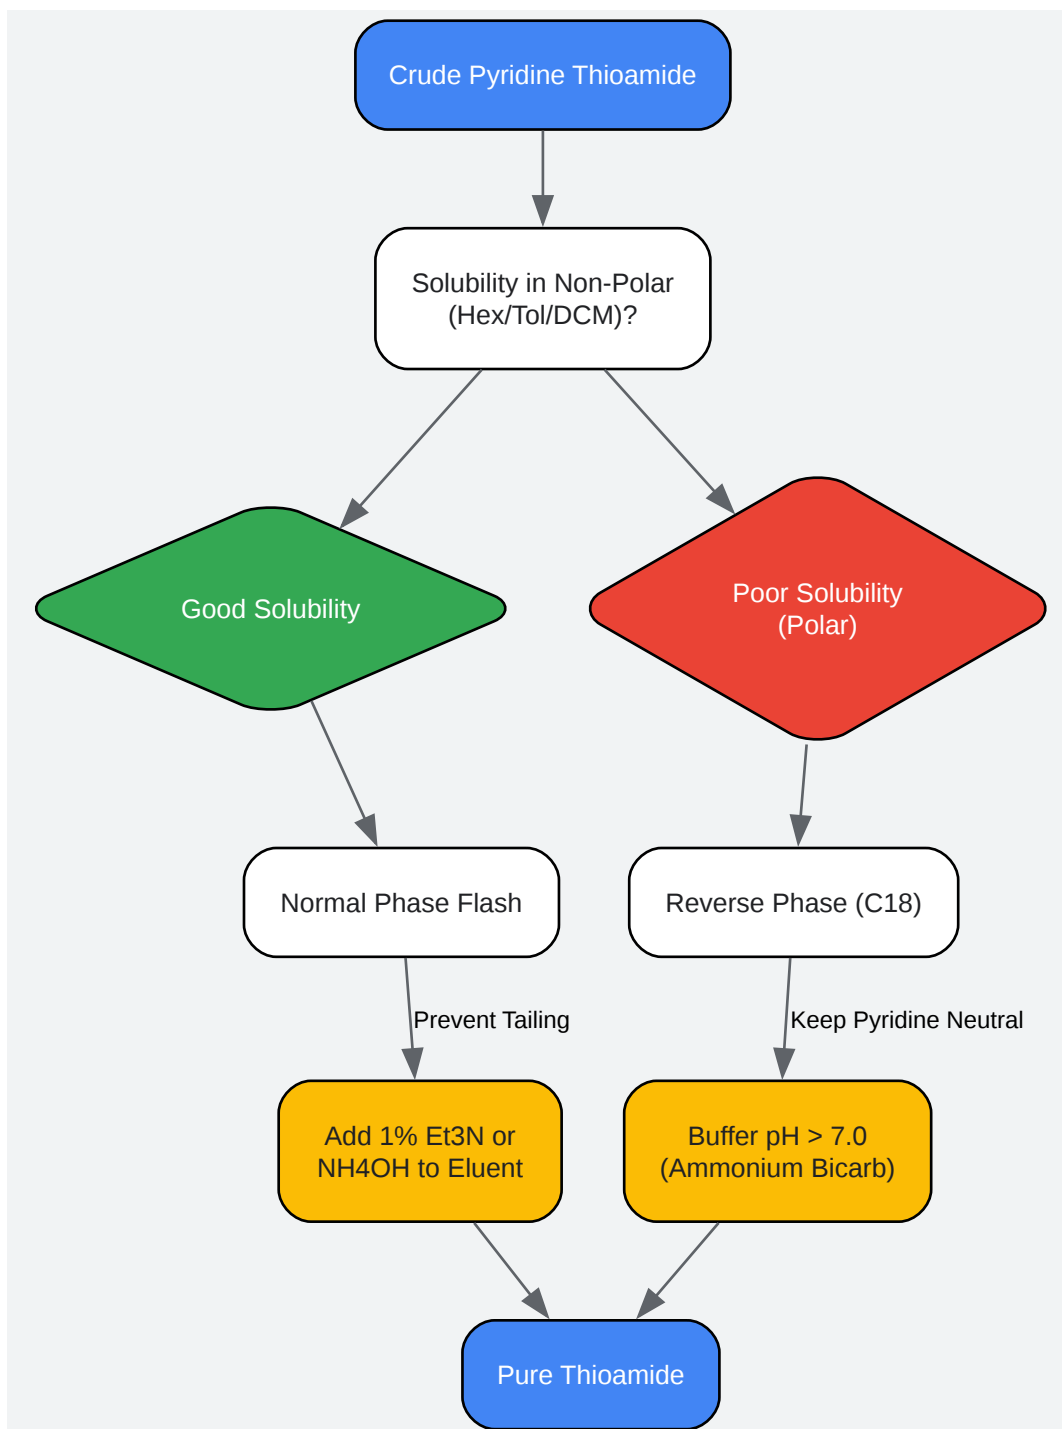 Crude Pyridine Thioamide
Solubility in Non-Polar
(Hex/Tol/DCM)?
Good Solubility
Poor Solubility
(Polar)
Normal Phase Flash
Reverse Phase (C18)
Prevent Tailing
Keep Pyridine Neutral
Add 1% Et3N or
NH4OH to Eluent
Buffer pH > 7.0
(Ammonium Bicarb)
Pure Thioamide